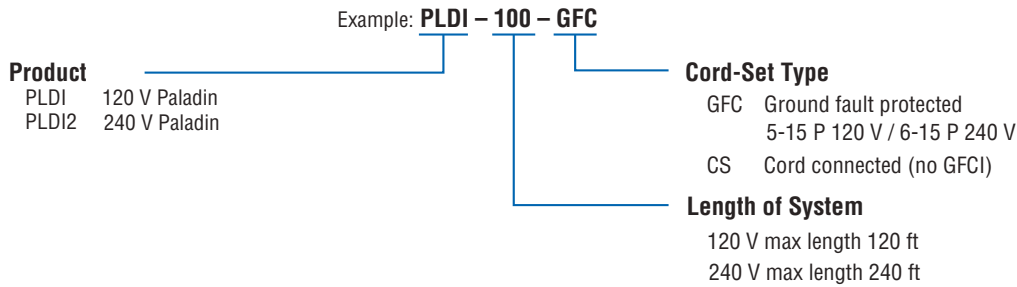 Example: PLDI – 100 – GFC
Product
PLDI 120 V Paladin
PLDI2 240 V Paladin
Cord-Set Type
GFC Ground fault protected
5-15 P 120 V / 6-15 P 240 V
CS Cord connected (no GFCI)
Length of System
120 V max length 120 ft
240 V max length 240 ft